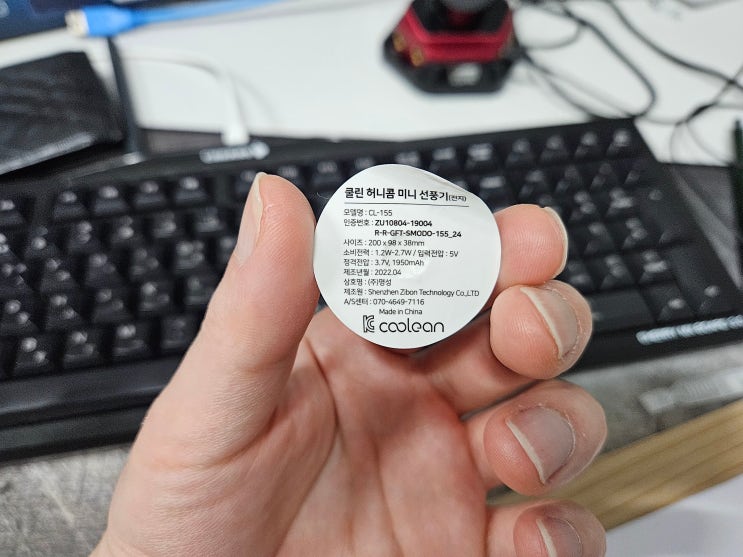 쿨린 허니콤 미니 선풍기(전지)
모델명 : CL-155
인증번호 : ZU10804-19004
R-R-GFT-SMODO-155_24
사이즈 : 200 x 98 x 38mm
소비전력 : 1.2W-2.7W / 입력전압 : 5V
정격전압 : 3.7V, 1950mAh
제조년월 : 2022.04
상호명 : (주)명성
제조원 : Shenzhen Zibon Technology Co.,LTD
A/S센터 : 070-4649-7116
Made in China
coolean